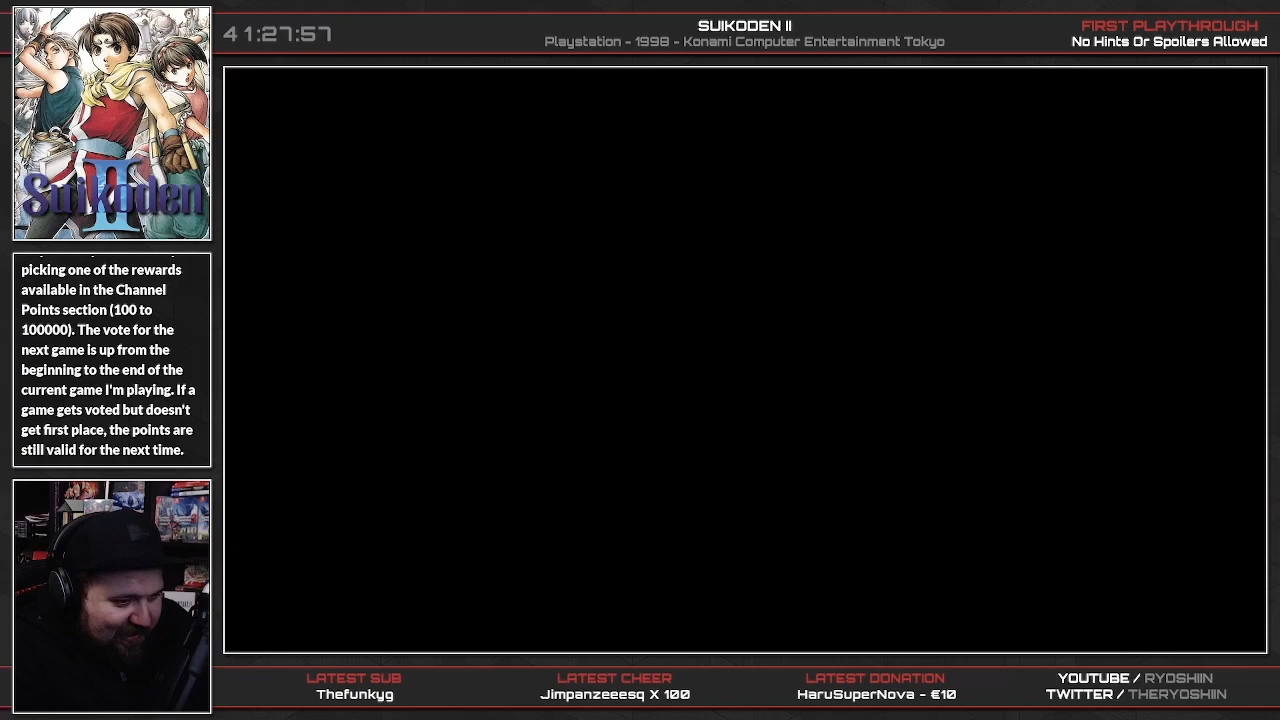 41:27:57
SUIKODEN II
Playstation - 1998 - Konami Computer Entertainment Tokyo
FIRST PLAYTHROUGH
No Hints Or Spoilers Allowed
Suikoden
II
picking one of the rewards
available in the Channel
Points section (100 to
100000). The vote for the
next game is up from the
beginning to the end of the
current game I'm playing. If a
game gets voted but doesn't
get first place, the points are
still valid for the next time.
LATEST SUB
Thefunkyg
LATEST CHEER
Jimpanzeeesq X 100
LATEST DONATION
HaruSuperNova - €10
YOUTUBE / RYOSHIIN
TWITTER / THERYOSHIIN